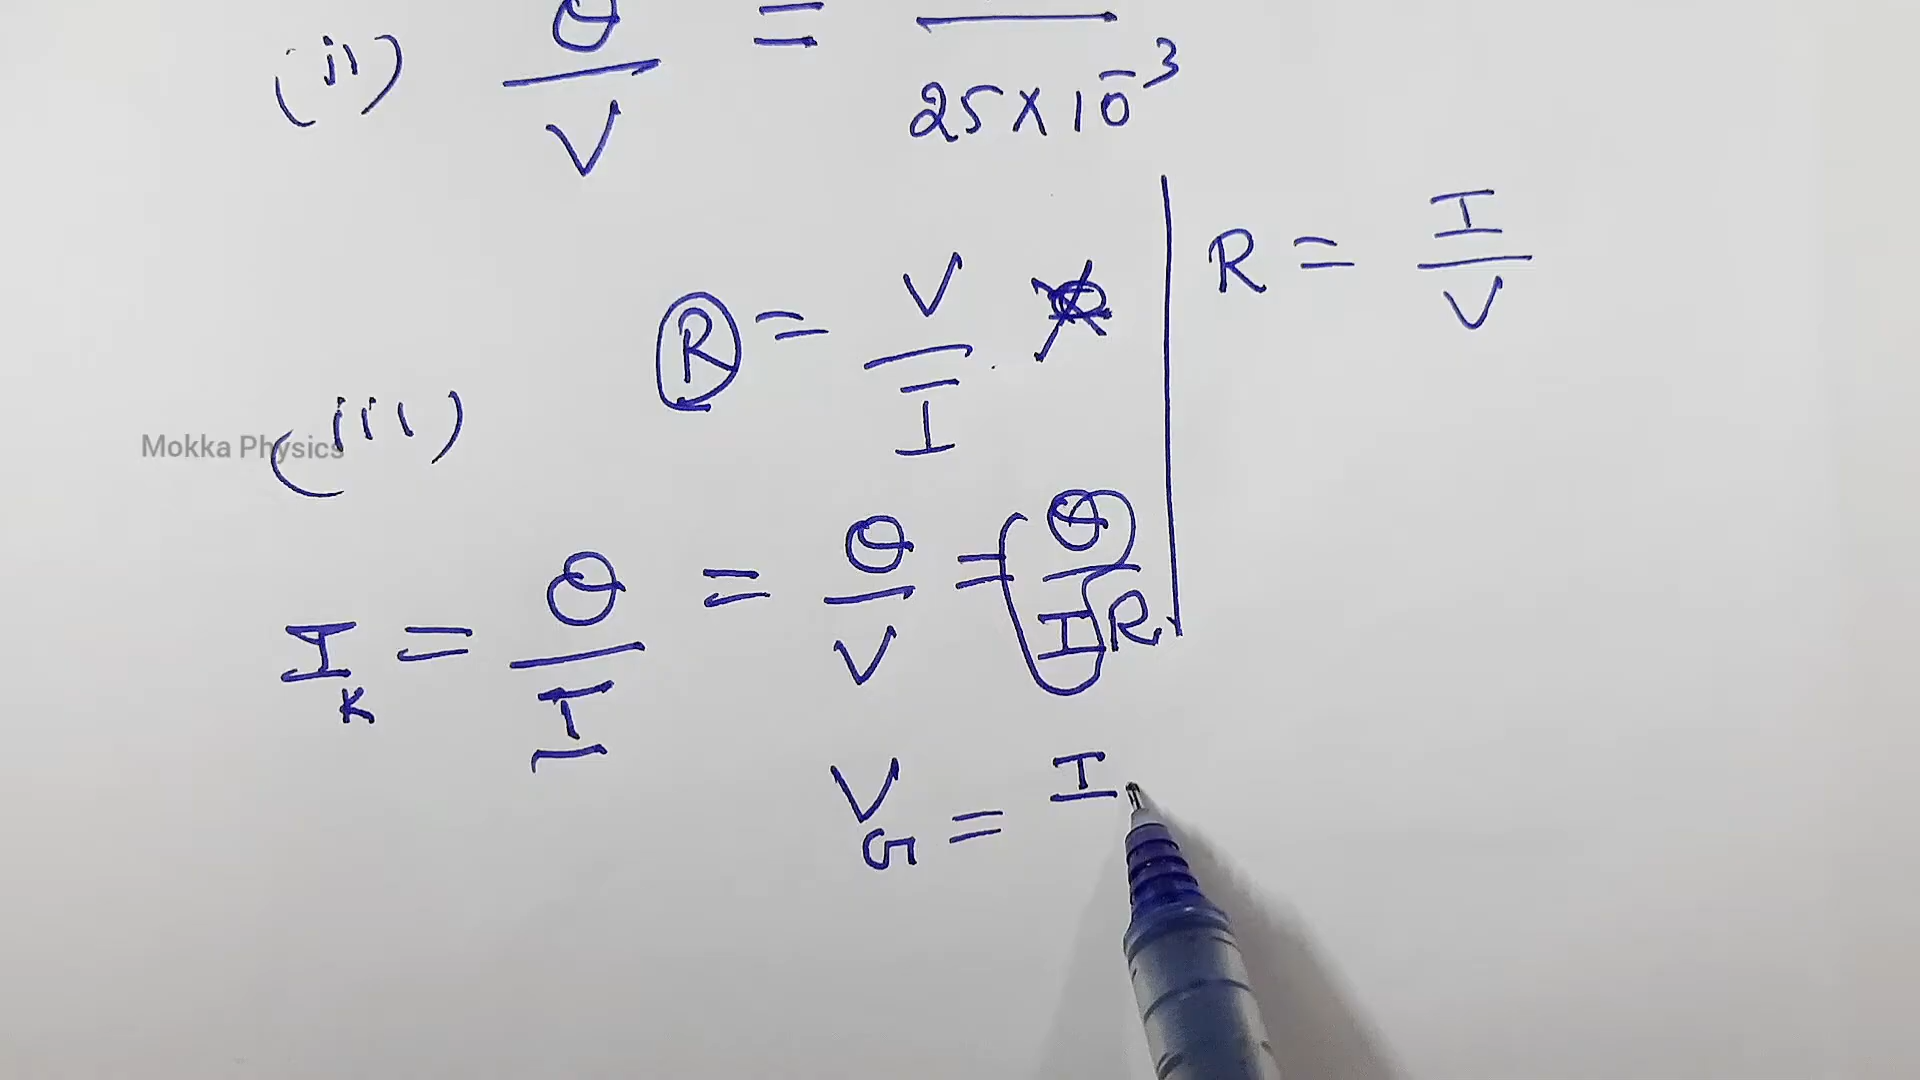 (ii) θ/V = /25×10⁻³
R = V/I
R = I/V
Mokka Physics
(iii)
I_K = θ/I = θ/V = θ/IR
V_G = I